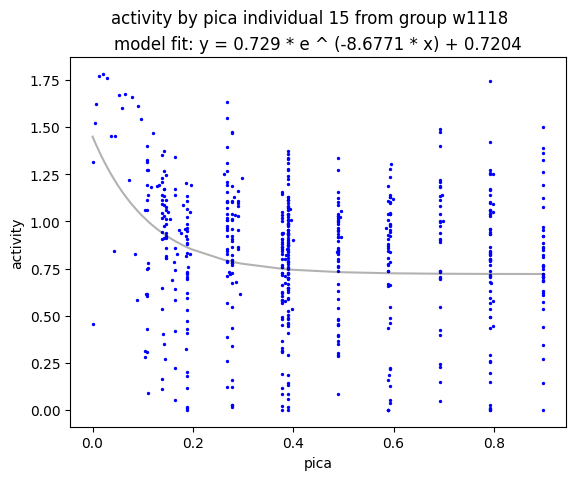 activity by pica individual 15 from group w1118
model fit: y = 0.729 * e ^ (-8.6771 * x) + 0.7204
activity
1.75
1.50
1.25
1.00
0.75
0.50
0.25
0.00
0.0 0.2 0.4 0.6 0.8
pica